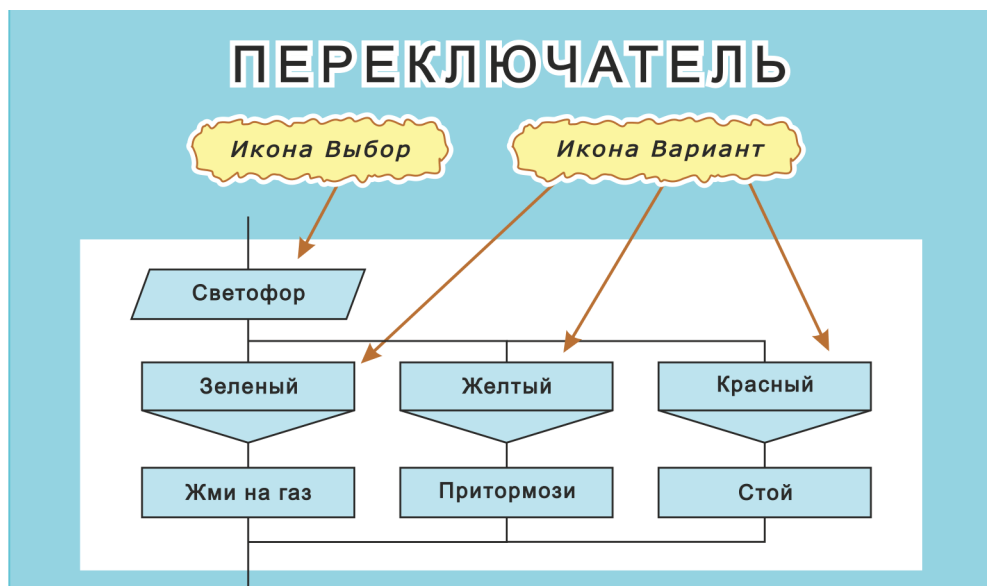 ПЕРЕКЛЮЧАТЕЛЬ
Икона Выбор
Икона Вариант
Светофор
Зеленый
Желтый
Красный
Жми на газ
Притормози
Стой